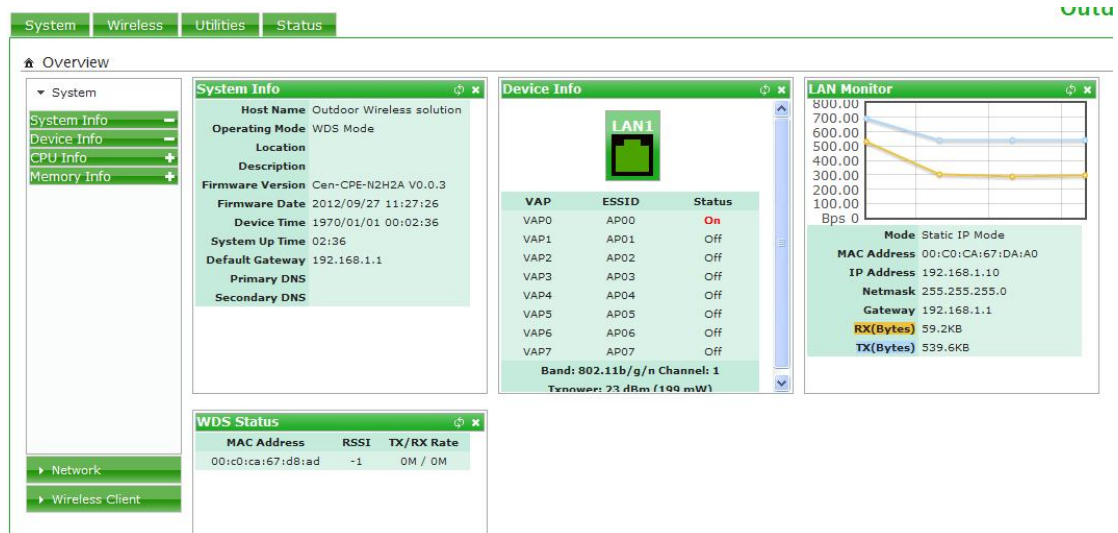 System Wireless Utilities Status
Overview
System
System Info
Device Info
CPU Info
Memory Info
Network
Wireless Client
System Info
Host Name Outdoor Wireless solution
Operating Mode WDS Mode
Location
Description
Firmware Version Cen-CPE-N2H2A V0.0.3
Firmware Date 2012/09/27 11:27:26
Device Time 1970/01/01 00:02:36
System Up Time 02:36
Default Gateway 192.168.1.1
Primary DNS
Secondary DNS
Device Info
LAN1
VAP ESSID Status
VAP0 AP00 On
VAP1 AP01 Off
VAP2 AP02 Off
VAP3 AP03 Off
VAP4 AP04 Off
VAP5 AP05 Off
VAP6 AP06 Off
VAP7 AP07 Off
Band: 802.11b/g/n Channel: 1
Txpower: 23 dBm (199 mW)
LAN Monitor
800.00
700.00
600.00
500.00
400.00
300.00
200.00
100.00
Bps 0
Mode Static IP Mode
MAC Address 00:C0:CA:67:DA:A0
IP Address 192.168.1.10
Netmask 255.255.255.0
Gateway 192.168.1.1
RX(Bytes) 59.2KB
TX(Bytes) 539.6KB
WDS Status
MAC Address RSSI TX/RX Rate
00:c0:ca:67:d8:ad -1 0M / 0M